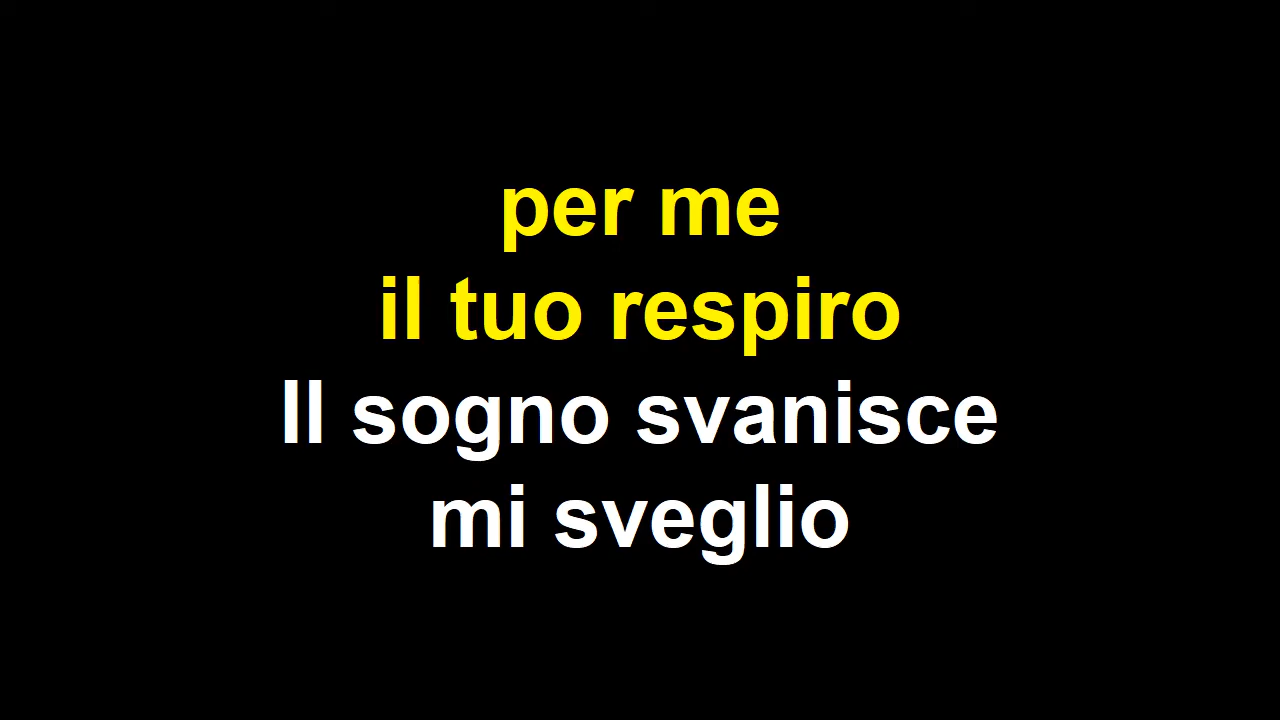 per me
il tuo respiro
Il sogno svanisce
mi sveglio